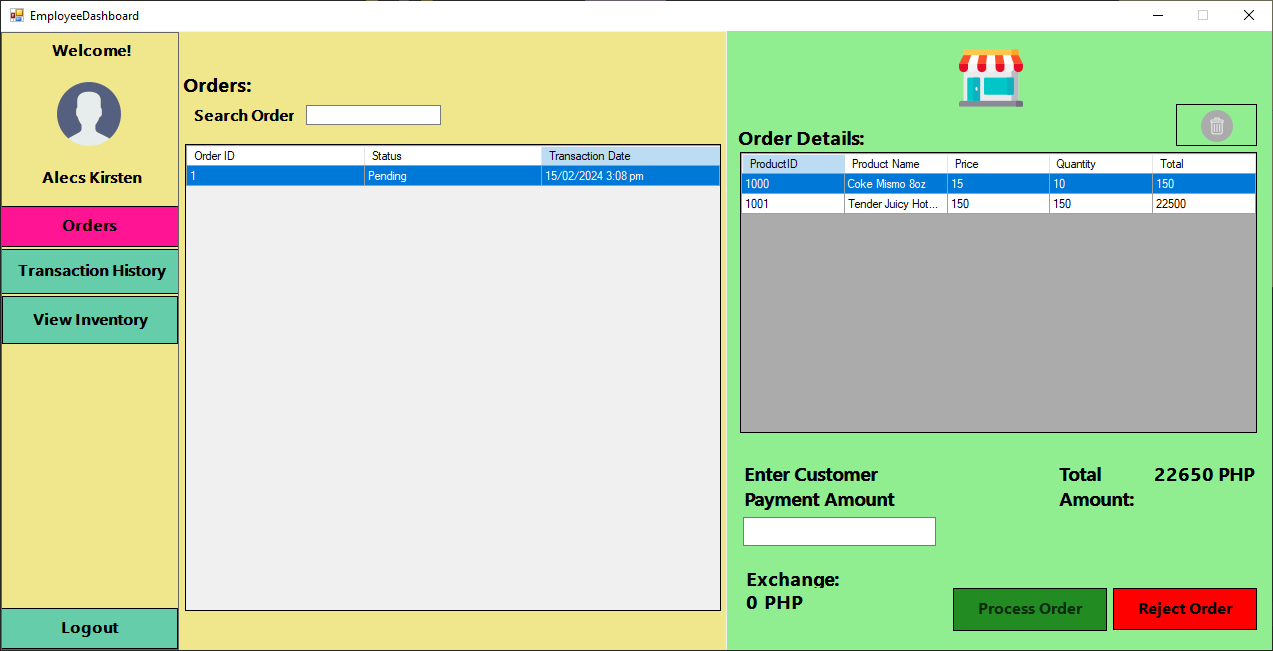 EmployeeDashboard
Welcome!
Alecs Kirsten
Orders
Transaction History
View Inventory
Logout
Orders:
Search Order
Order ID Status Transaction Date
1 Pending 15/02/2024 3:08 pm
Order Details:
ProductID Product Name Price Quantity Total
1000 Coke Mismo 8oz 15 10 150
1001 Tender Juicy Hot... 150 150 22500
Enter Customer
Payment Amount
Total
Amount:
22650 PHP
Exchange:
0 PHP
Process Order
Reject Order